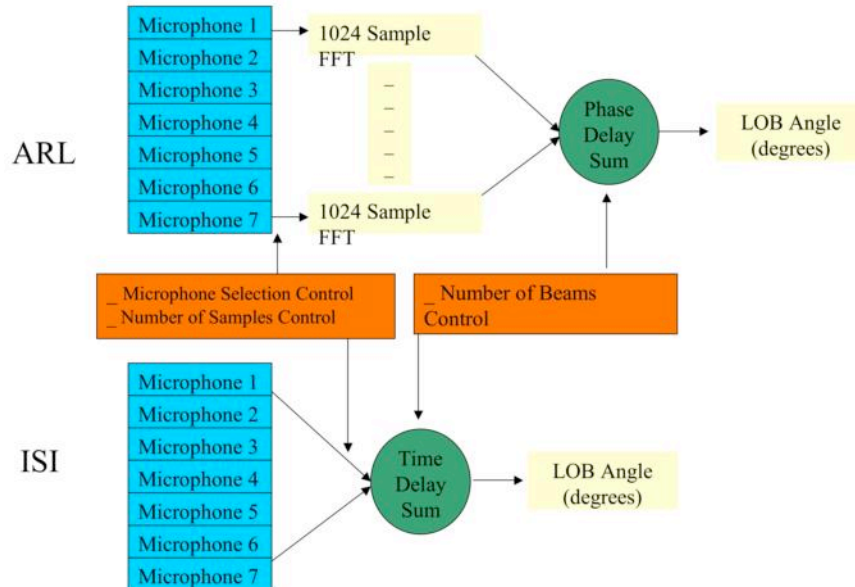 ARL
Microphone 1
Microphone 2
Microphone 3
Microphone 4
Microphone 5
Microphone 6
Microphone 7
1024 Sample
FFT
_
_
_
_
_
1024 Sample
FFT
Phase
Delay
Sum
LOB Angle
(degrees)
_ Microphone Selection Control
_ Number of Samples Control
_ Number of Beams
Control
ISI
Microphone 1
Microphone 2
Microphone 3
Microphone 4
Microphone 5
Microphone 6
Microphone 7
Time
Delay
Sum
LOB Angle
(degrees)